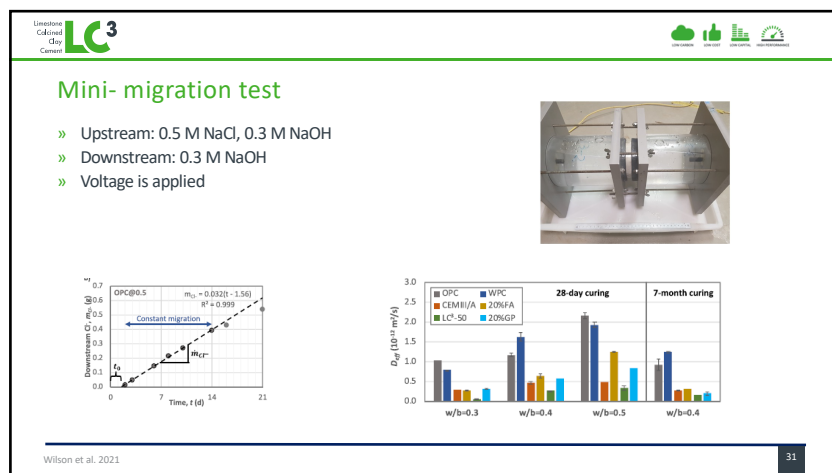 Limestone
Calcined
Clay
Cement
LC³
LOW CARBON LOW COST LOW CAPITAL HIGH PERFORMANCE
Mini- migration test
» Upstream: 0.5 M NaCl, 0.3 M NaOH
» Downstream: 0.3 M NaOH
» Voltage is applied
OPC@0.5
m_Cl- = 0.032(t - 1.56)
R² = 0.999
Constant migration
ṁ_Cl⁻
t₀
Downstream Cl⁻, m_Cl- (g)
0.7
0.6
0.5
0.4
0.3
0.2
0.1
0.0
0 7 14 21
Time, t (d)
D_eff (10⁻¹² m²/s)
3.0
2.5
2.0
1.5
1.0
0.5
0.0
OPC WPC
CEMIII/A 20%FA
LC³-50 20%GP
28-day curing
7-month curing
w/b=0.3 w/b=0.4 w/b=0.5 w/b=0.4
Wilson et al. 2021
31